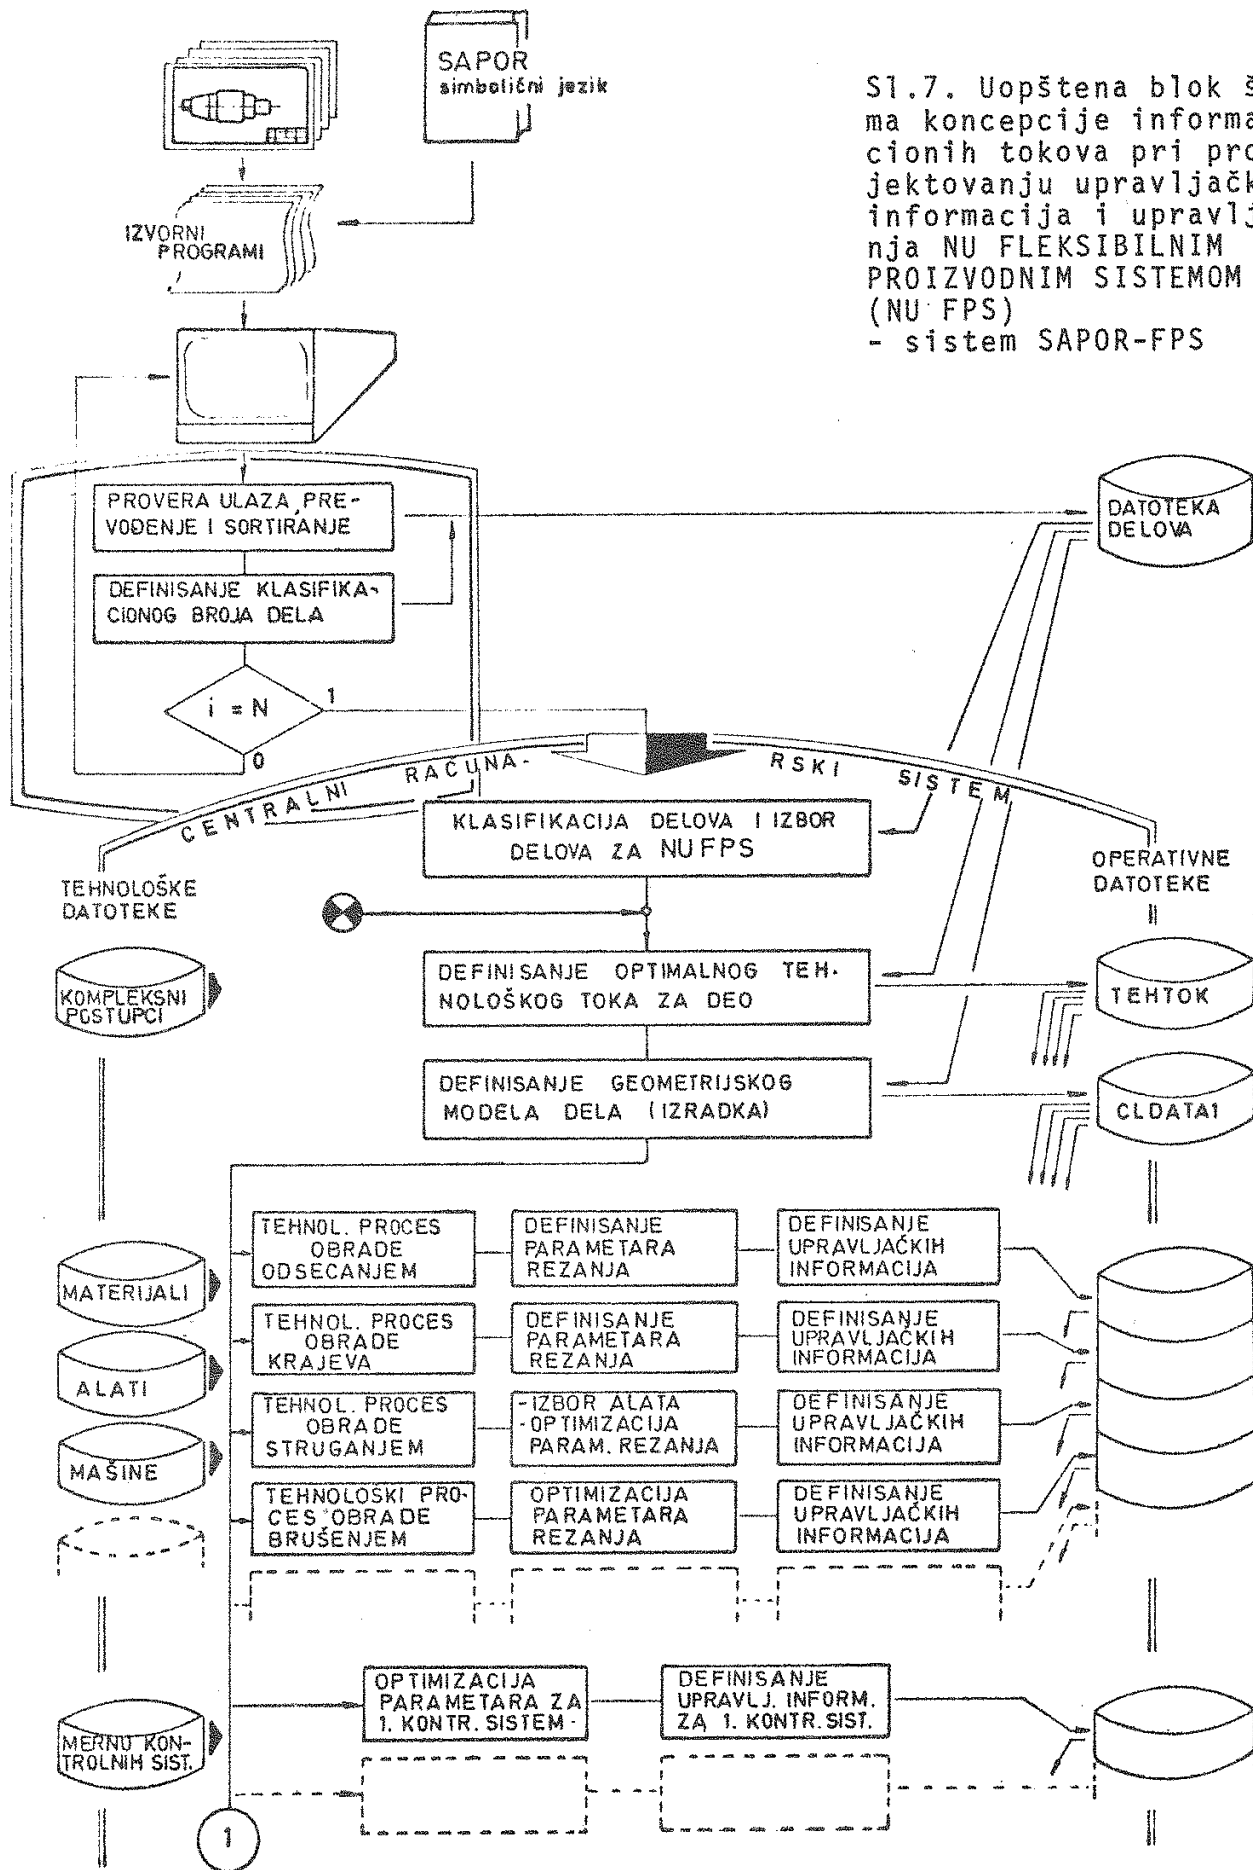 SAPOR
simbolični jezik
Sl.7. Uopštena blok š
ma koncepcije informa
cionih tokova pri pro
jektovanju upravljačk
informacija i upravlj
nja NU FLEKSIBILNIM
PROIZVODNIM SISTEMOM
(NU FPS)
- sistem SAPOR-FPS
IZVORNI
PROGRAMI
PROVERA ULAZA, PRE-
VOĐENJE I SORTIRANJE
DATOTEKA
DELOVA
DEFINISANJE KLASIFIKA-
CIONOG BROJA DELA
i = N
1
0
CENTRALNI RAČUNA-
RSKI SISTEM
KLASIFIKACIJA DELOVA I IZBOR
DELOVA ZA NUFPS
TEHNOLOŠKE
DATOTEKE
OPERATIVNE
DATOTEKE
KOMPLEKSNI
POSTUPCI
DEFINISANJE OPTIMALNOG TEH-
NOLOŠKOG TOKA ZA DEO
TEHTOK
DEFINISANJE GEOMETRIJSKOG
MODELA DELA (IZRADKA)
CLDATA1
TEHNOL. PROCES
OBRADE
ODSECANJEM
DEFINISANJE
PARAMETARA
REZANJA
DEFINISANJE
UPRAVLJAČKIH
INFORMACIJA
MATERIJALI
TEHNOL. PROCES
OBRADE
KRAJEVA
DEFINISANJE
PARAMETARA
REZANJA
DEFINISANJE
UPRAVLJAČKIH
INFORMACIJA
ALATI
TEHNOL. PROCES
OBRADE
STRUGANJEM
-IZBOR ALATA
-OPTIMIZACIJA
PARAM. REZANJA
DEFINISANJE
UPRAVLJAČKIH
INFORMACIJA
MAŠINE
TEHNOLOŠKI PRO-
CES OBRADE
BRUŠENJEM
OPTIMIZACIJA
PARAMETARA
REZANJA
DEFINISANJE
UPRAVLJAČKIH
INFORMACIJA
OPTIMIZACIJA
PARAMETARA ZA
1. KONTR. SISTEM-
DEFINISANJE
UPRAVLJ. INFORM.
ZA 1. KONTR. SIST.
MERNO KON-
TROLNIH SIST.
1